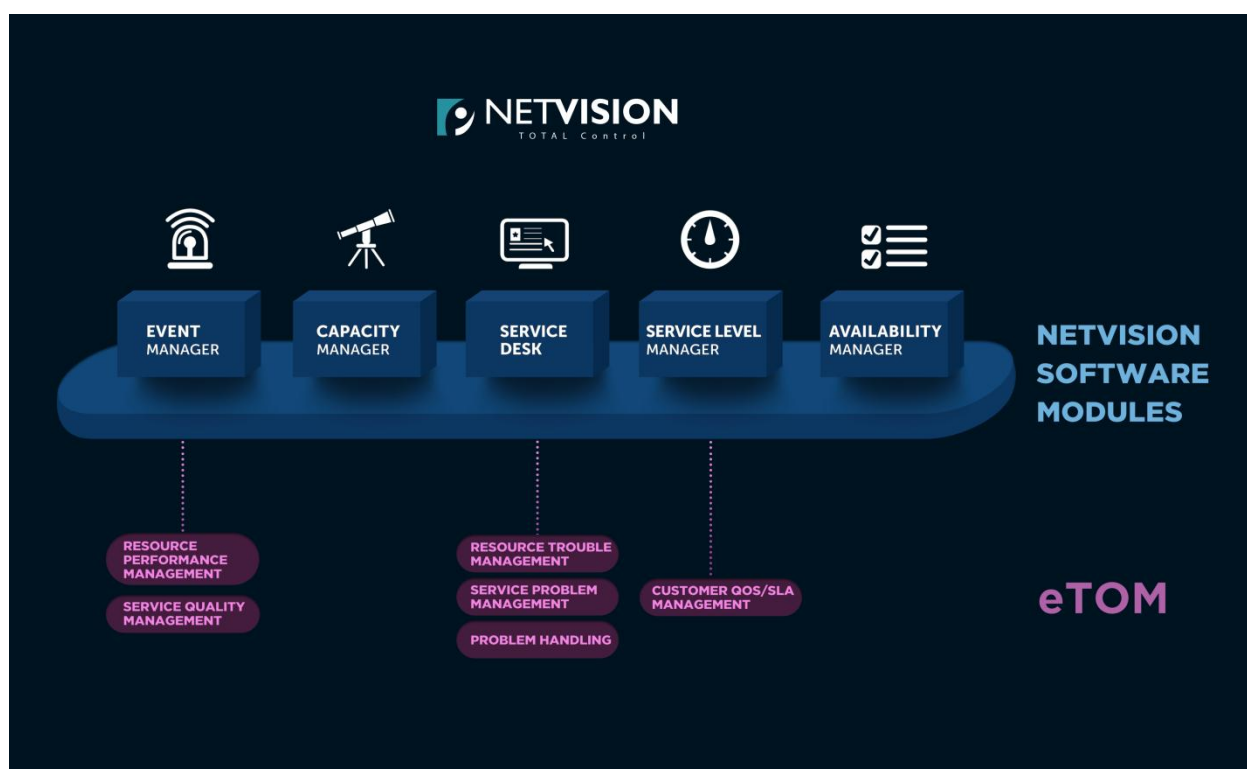 NETVISION
TOTAL Control
EVENT
MANAGER
CAPACITY
MANAGER
SERVICE
DESK
SERVICE LEVEL
MANAGER
AVAILABILITY
MANAGER
NETVISION
SOFTWARE
MODULES
RESOURCE
PERFORMANCE
MANAGEMENT
SERVICE QUALITY
MANAGEMENT
RESOURCE TROUBLE
MANAGEMENT
SERVICE PROBLEM
MANAGEMENT
PROBLEM HANDLING
CUSTOMER QOS/SLA
MANAGEMENT
eTOM